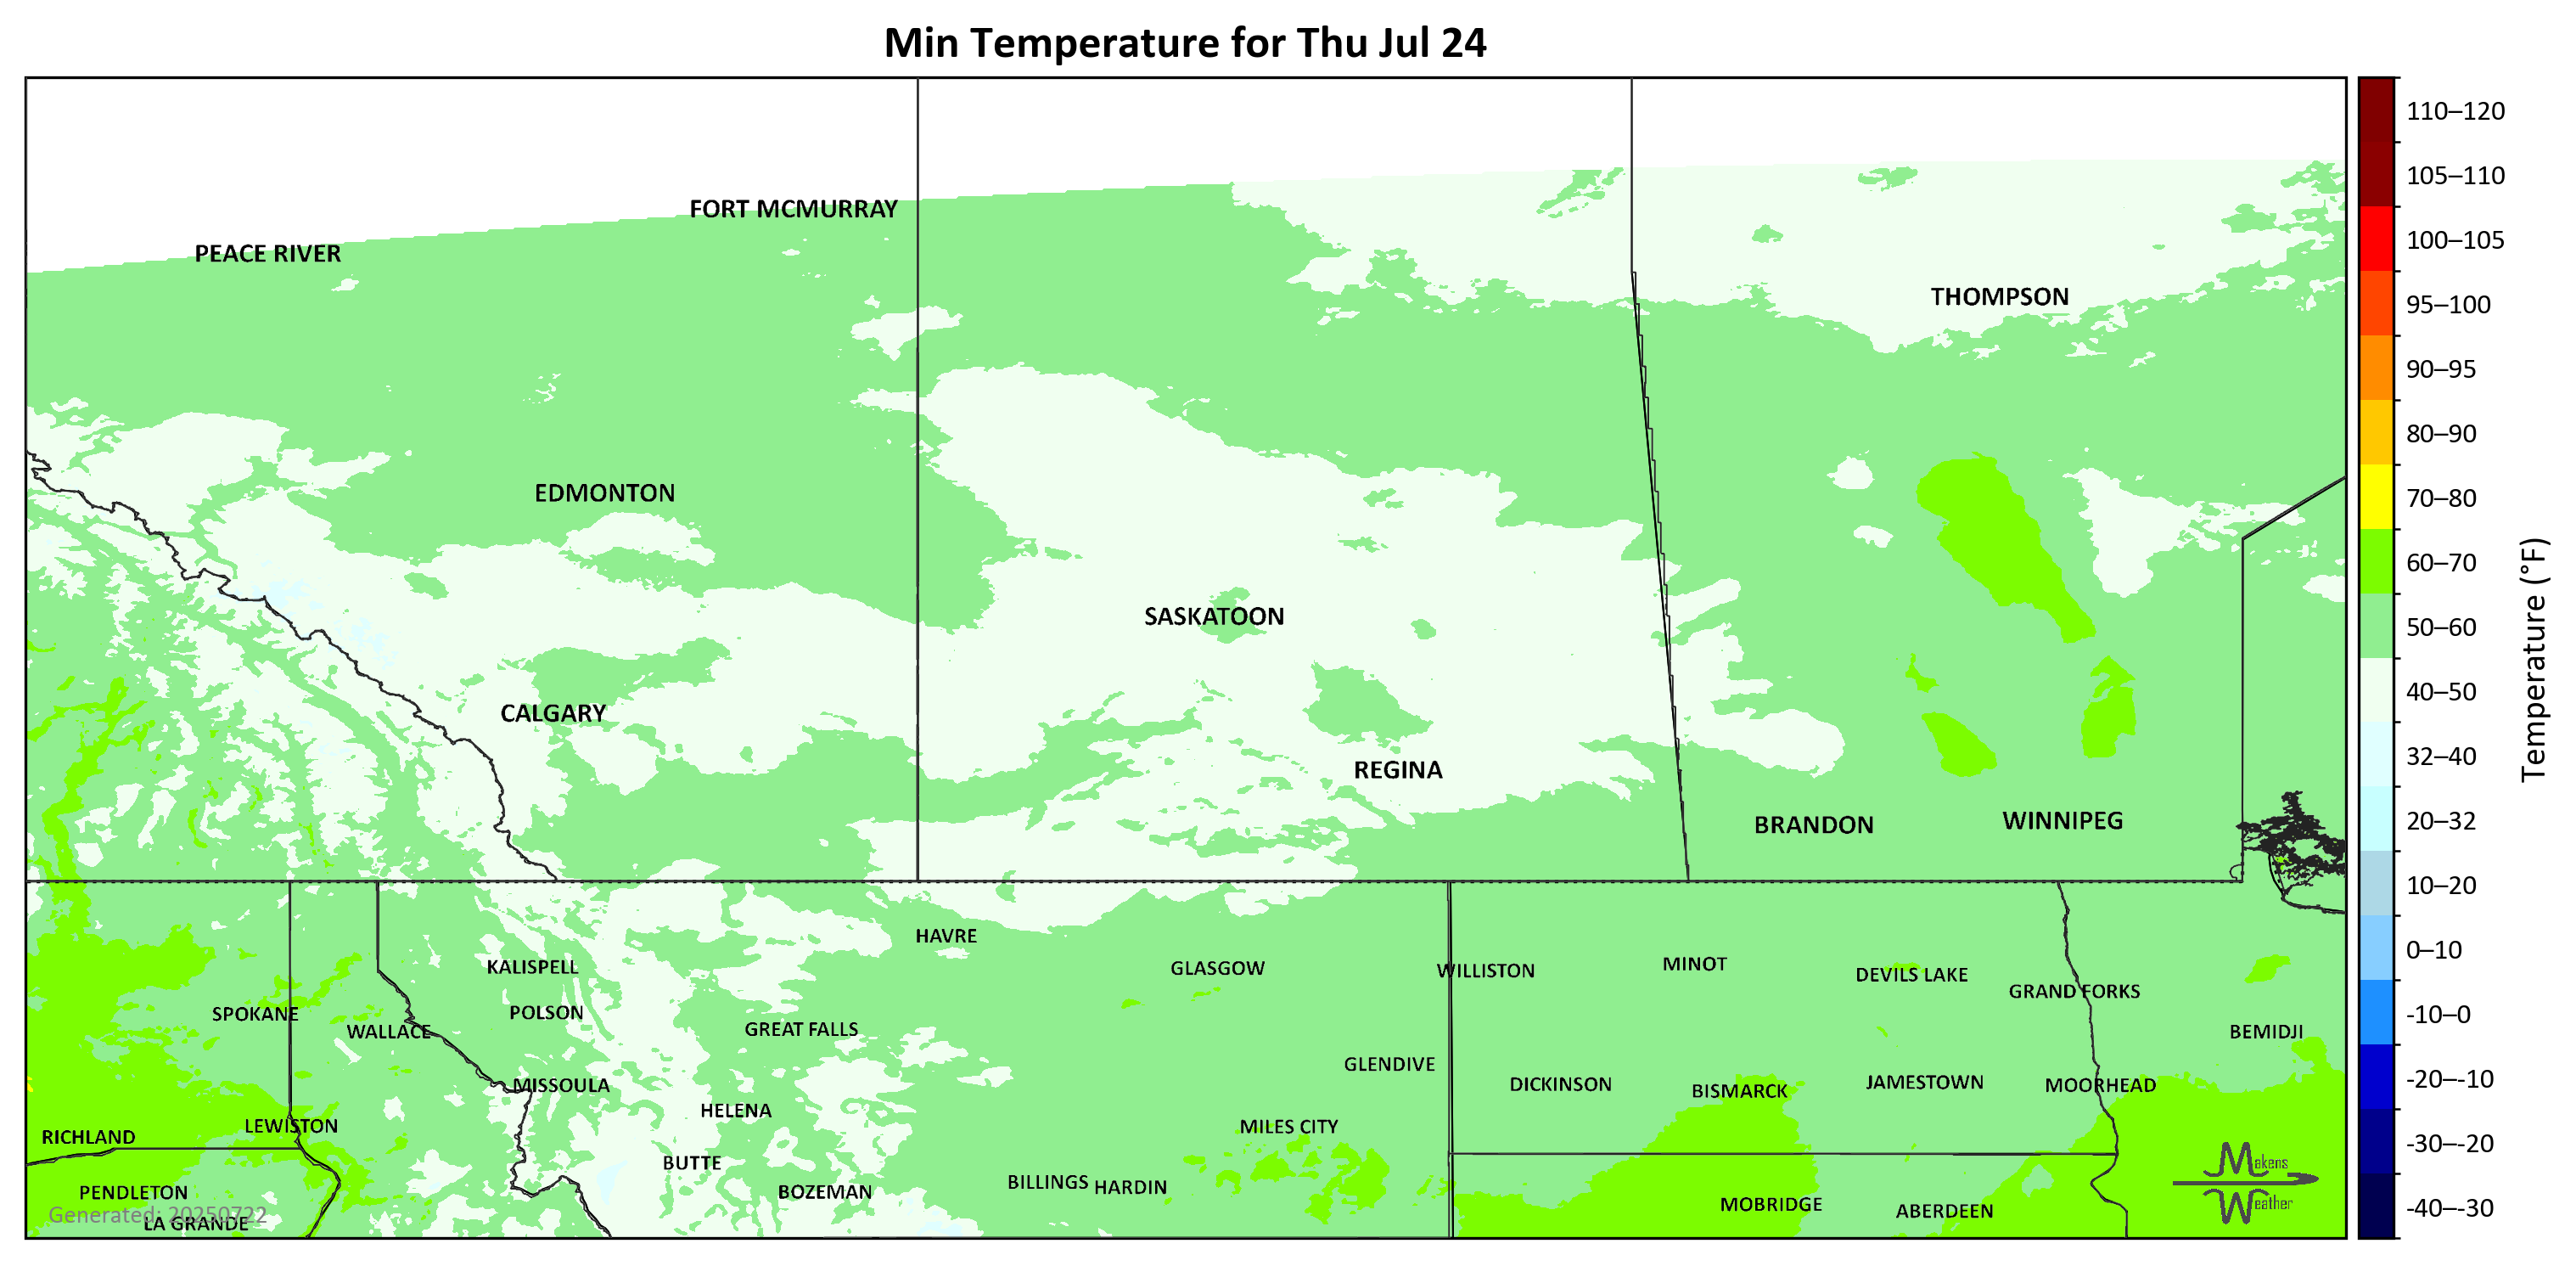 Min Temperature for Thu Jul 24
FORT MCMURRAY
PEACE RIVER
THOMPSON
EDMONTON
SASKATOON
CALGARY
REGINA
BRANDON
WINNIPEG
HAVRE
KALISPELL
GLASGOW
WILLISTON
MINOT
DEVILS LAKE
GRAND FORKS
SPOKANE
POLSON
WALLACE
GREAT FALLS
BEMIDJI
GLENDIVE
MISSOULA
DICKINSON
BISMARCK
JAMESTOWN
MOORHEAD
HELENA
LEWISTON
MILES CITY
RICHLAND
BUTTE
BILLINGS
HARDIN
PENDLETON
BOZEMAN
MOBRIDGE
ABERDEEN
Generated: 20250722
LA GRANDE
Makens
Weather
110–120
105–110
100–105
95–100
90–95
80–90
70–80
60–70
50–60
40–50
32–40
20–32
10–20
0–10
-10–0
-20–-10
-30–-20
-40–-30
Temperature (°F)